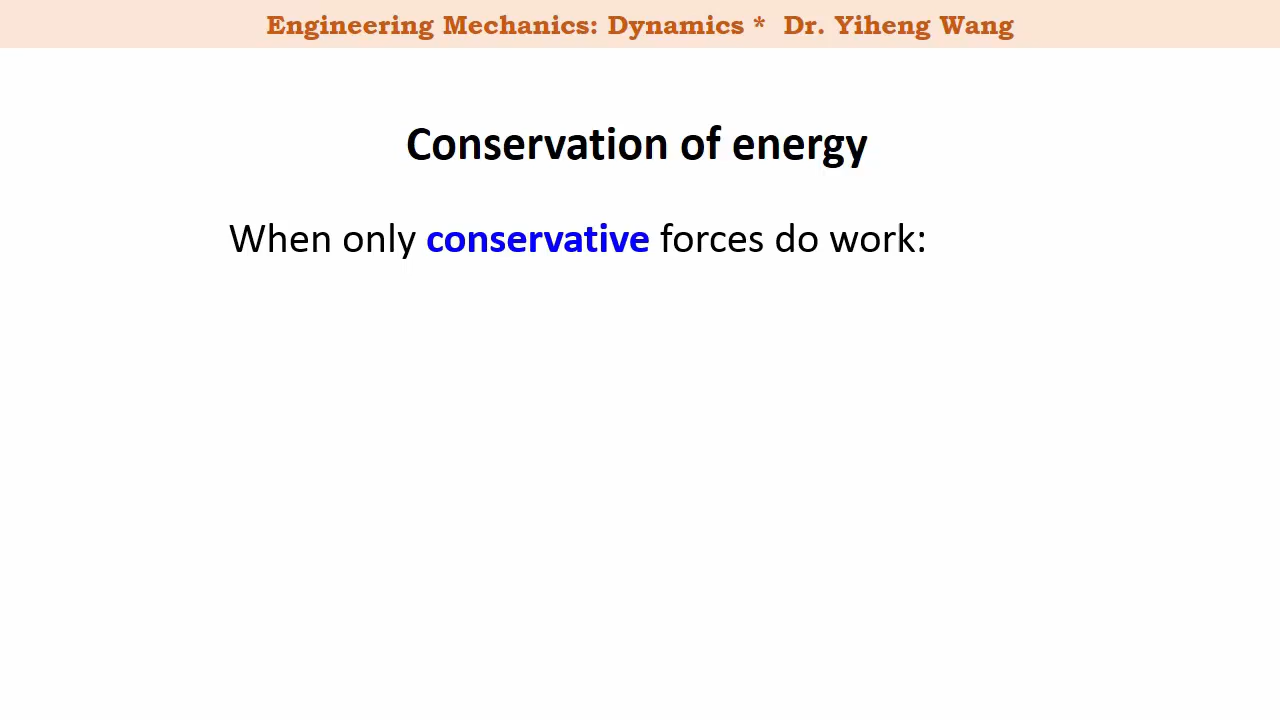 Engineering Mechanics: Dynamics * Dr. Yiheng Wang
Conservation of energy
When only conservative forces do work: